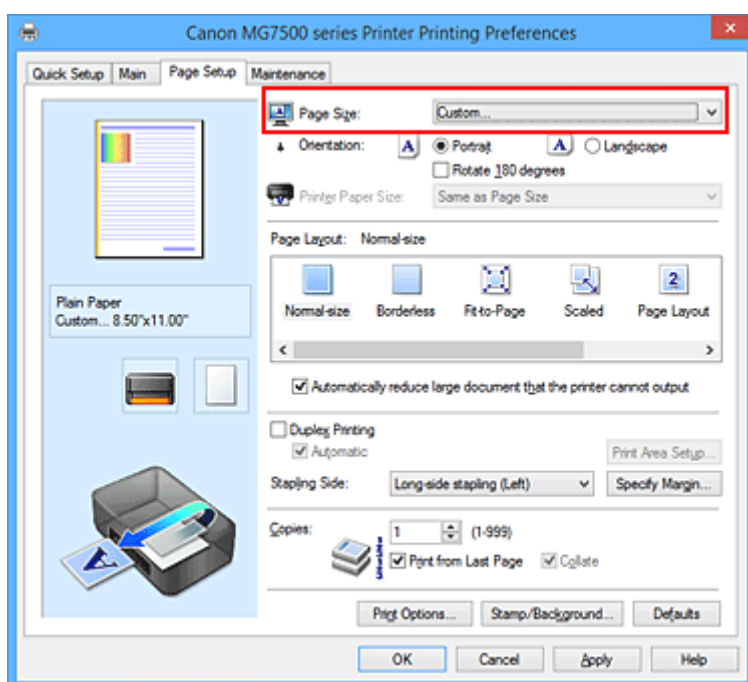 Canon MG7500 series Printer Printing Preferences
Quick Setup Main Page Setup Maintenance
Page Size: Custom...
Orientation: A Portrait A Landscape
Rotate 180 degrees
Printer Paper Size: Same as Page Size
Page Layout: Normal-size
2
Normal-size Borderless Fit-to-Page Scaled Page Layout
Plain Paper
Custom... 8.50"x11.00"
Automatically reduce large document that the printer cannot output
Duplex Printing
Automatic
Print Area Setup...
Stapling Side: Long-side stapling (Left) Specify Margin...
Copies: 1 (1-999)
Print from Last Page Collate
A
Print Options... Stamp/Background... Defaults
OK Cancel Apply Help